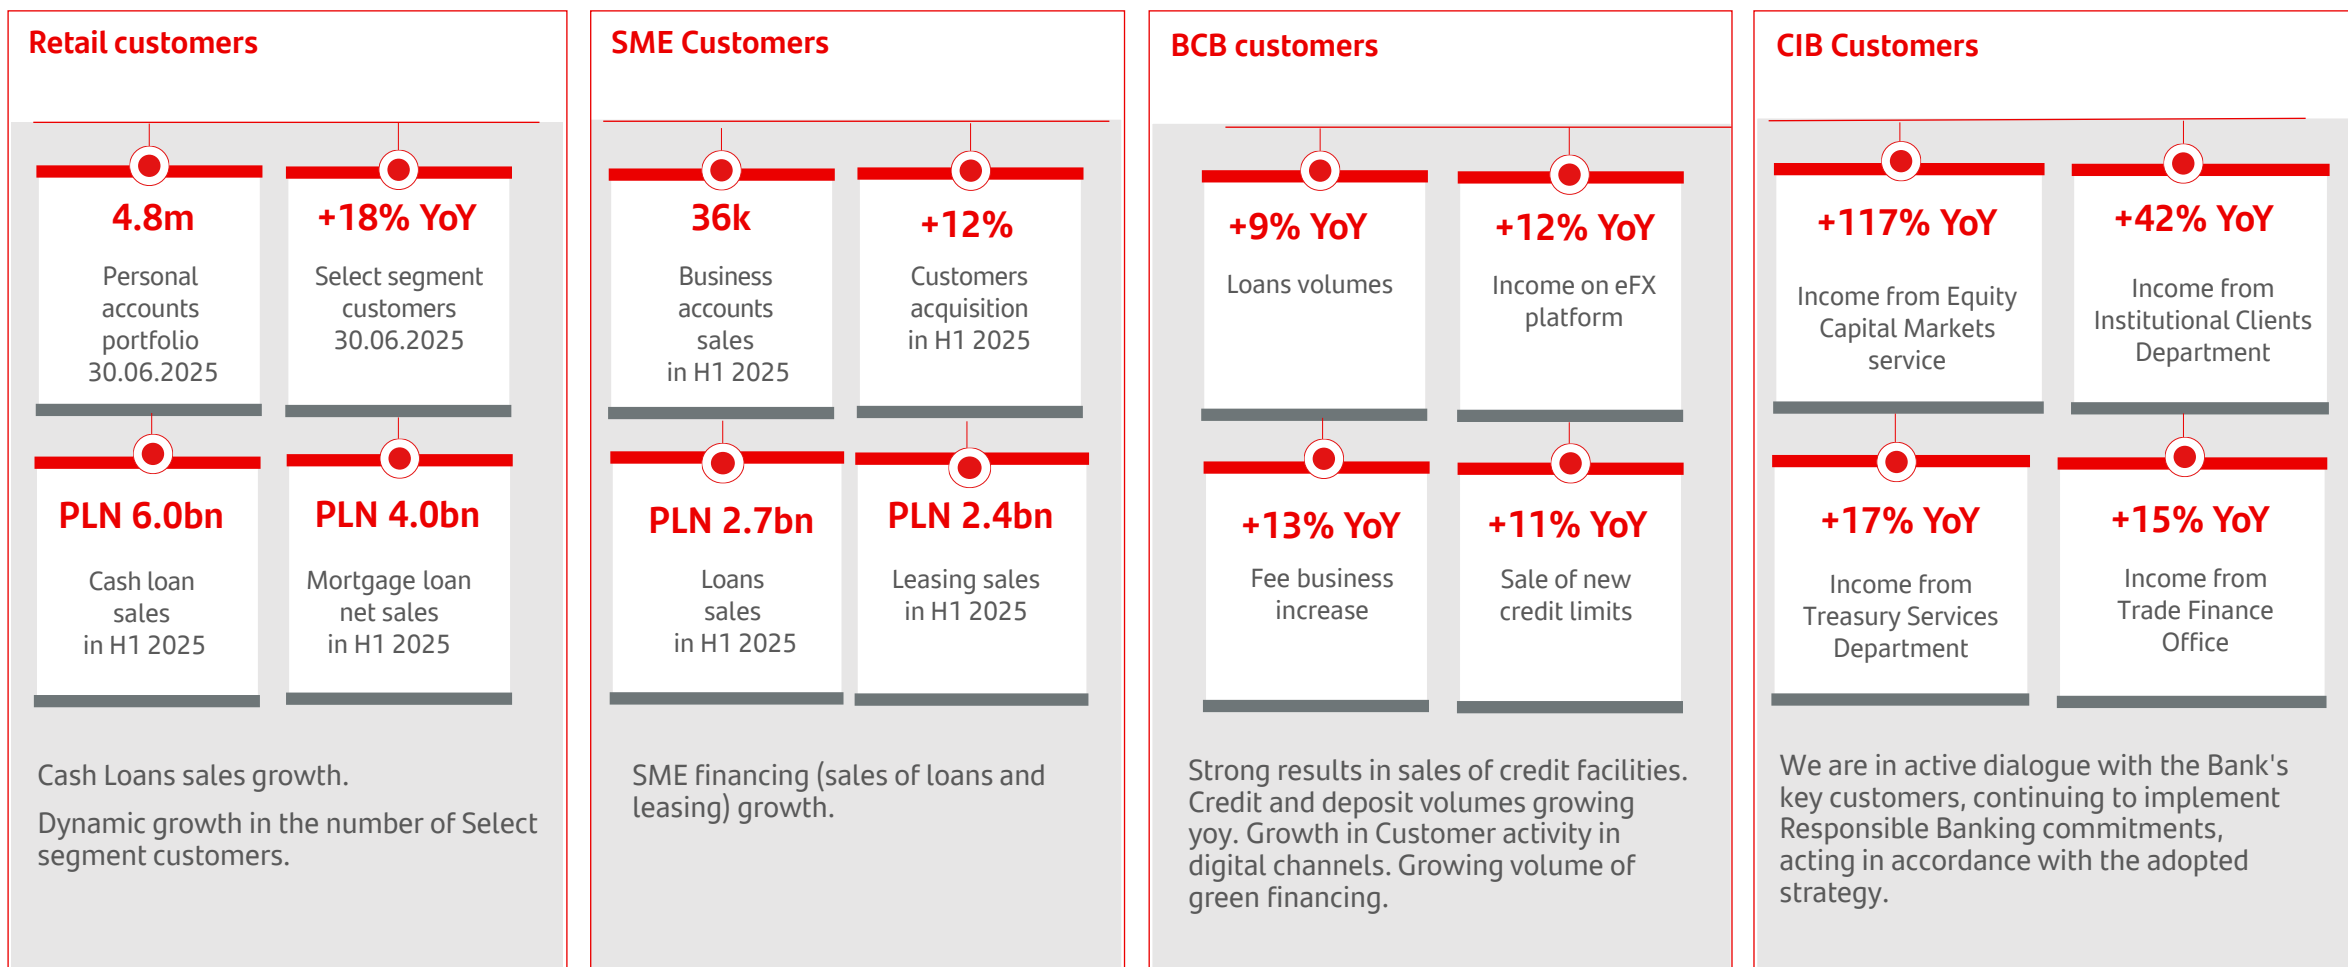 Retail customers
4.8m
Personal
accounts
portfolio
30.06.2025
+18% YoY
Select segment
customers
30.06.2025
PLN 6.0bn
Cash loan
sales
in H1 2025
PLN 4.0bn
Mortgage loan
net sales
in H1 2025
Cash Loans sales growth.
Dynamic growth in the number of Select
segment customers.
SME Customers
36k
Business
accounts
sales
in H1 2025
+12%
Customers
acquisition
in H1 2025
PLN 2.7bn
Loans
sales
in H1 2025
PLN 2.4bn
Leasing sales
in H1 2025
SME financing (sales of loans and
leasing) growth.
BCB customers
+9% YoY
Loans volumes
+12% YoY
Income on eFX
platform
+13% YoY
Fee business
increase
+11% YoY
Sale of new
credit limits
Strong results in sales of credit facilities.
Credit and deposit volumes growing
yoy. Growth in Customer activity in
digital channels. Growing volume of
green financing.
CIB Customers
+117% YoY
Income from Equity
Capital Markets
service
+42% YoY
Income from
Institutional Clients
Department
+17% YoY
Income from
Treasury Services
Department
+15% YoY
Income from
Trade Finance
Office
We are in active dialogue with the Bank's
key customers, continuing to implement
Responsible Banking commitments,
acting in accordance with the adopted
strategy.